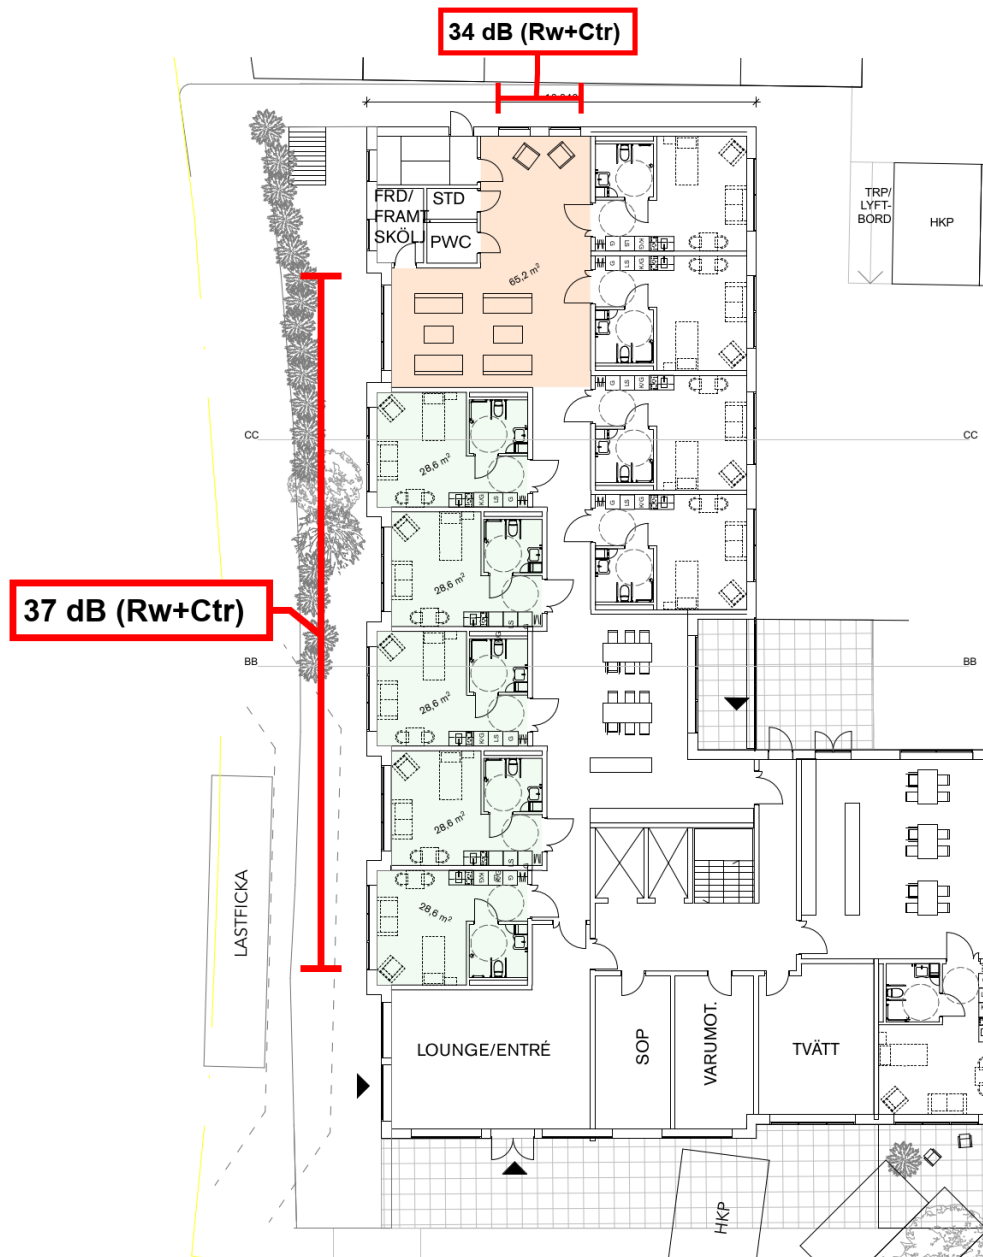 34 dB (Rw+Ctr)
FRD/
FRAMT
SKÖLJ
STD
PWC
65,2 m²
TRP/
LYFT-
BORD
HKP
CC
CC
28,6 m²
28,6 m²
37 dB (Rw+Ctr)
BB
BB
28,6 m²
28,6 m²
28,6 m²
LASTFICKA
LOUNGE/ENTRÉ
SOP
VARUMOT.
TVÄTT
HKP